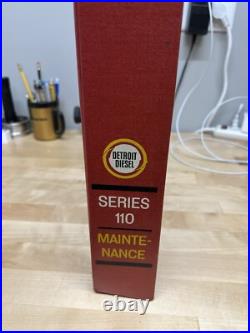 DETROIT
DIESEL
SERIES
110
MAINTE-
NANCE